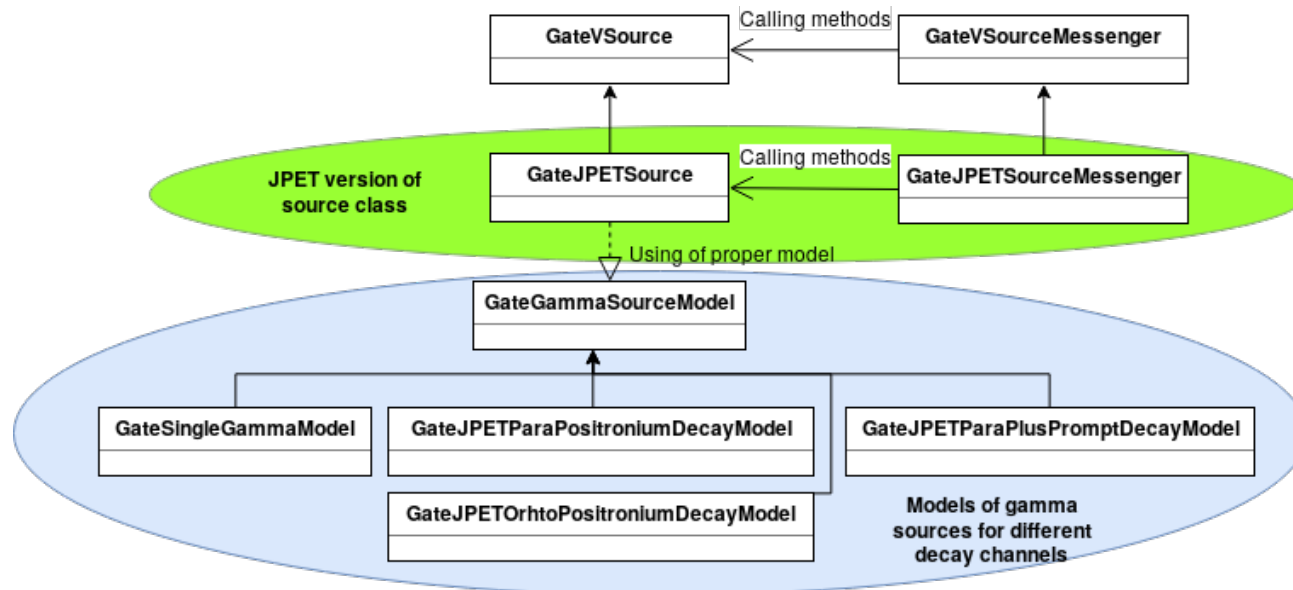 Calling methods
GateVSource
GateVSourceMessenger
JPET version of
source class
GateJPETSource
Calling methods
GateJPETSourceMessenger
Using of proper model
GateGammaSourceModel
GateSingleGammaModel
GateJPETParaPositroniumDecayModel
GateJPETParaPlusPromptDecayModel
GateJPETOrhtoPositroniumDecayModel
Models of gamma
sources for different
decay channels